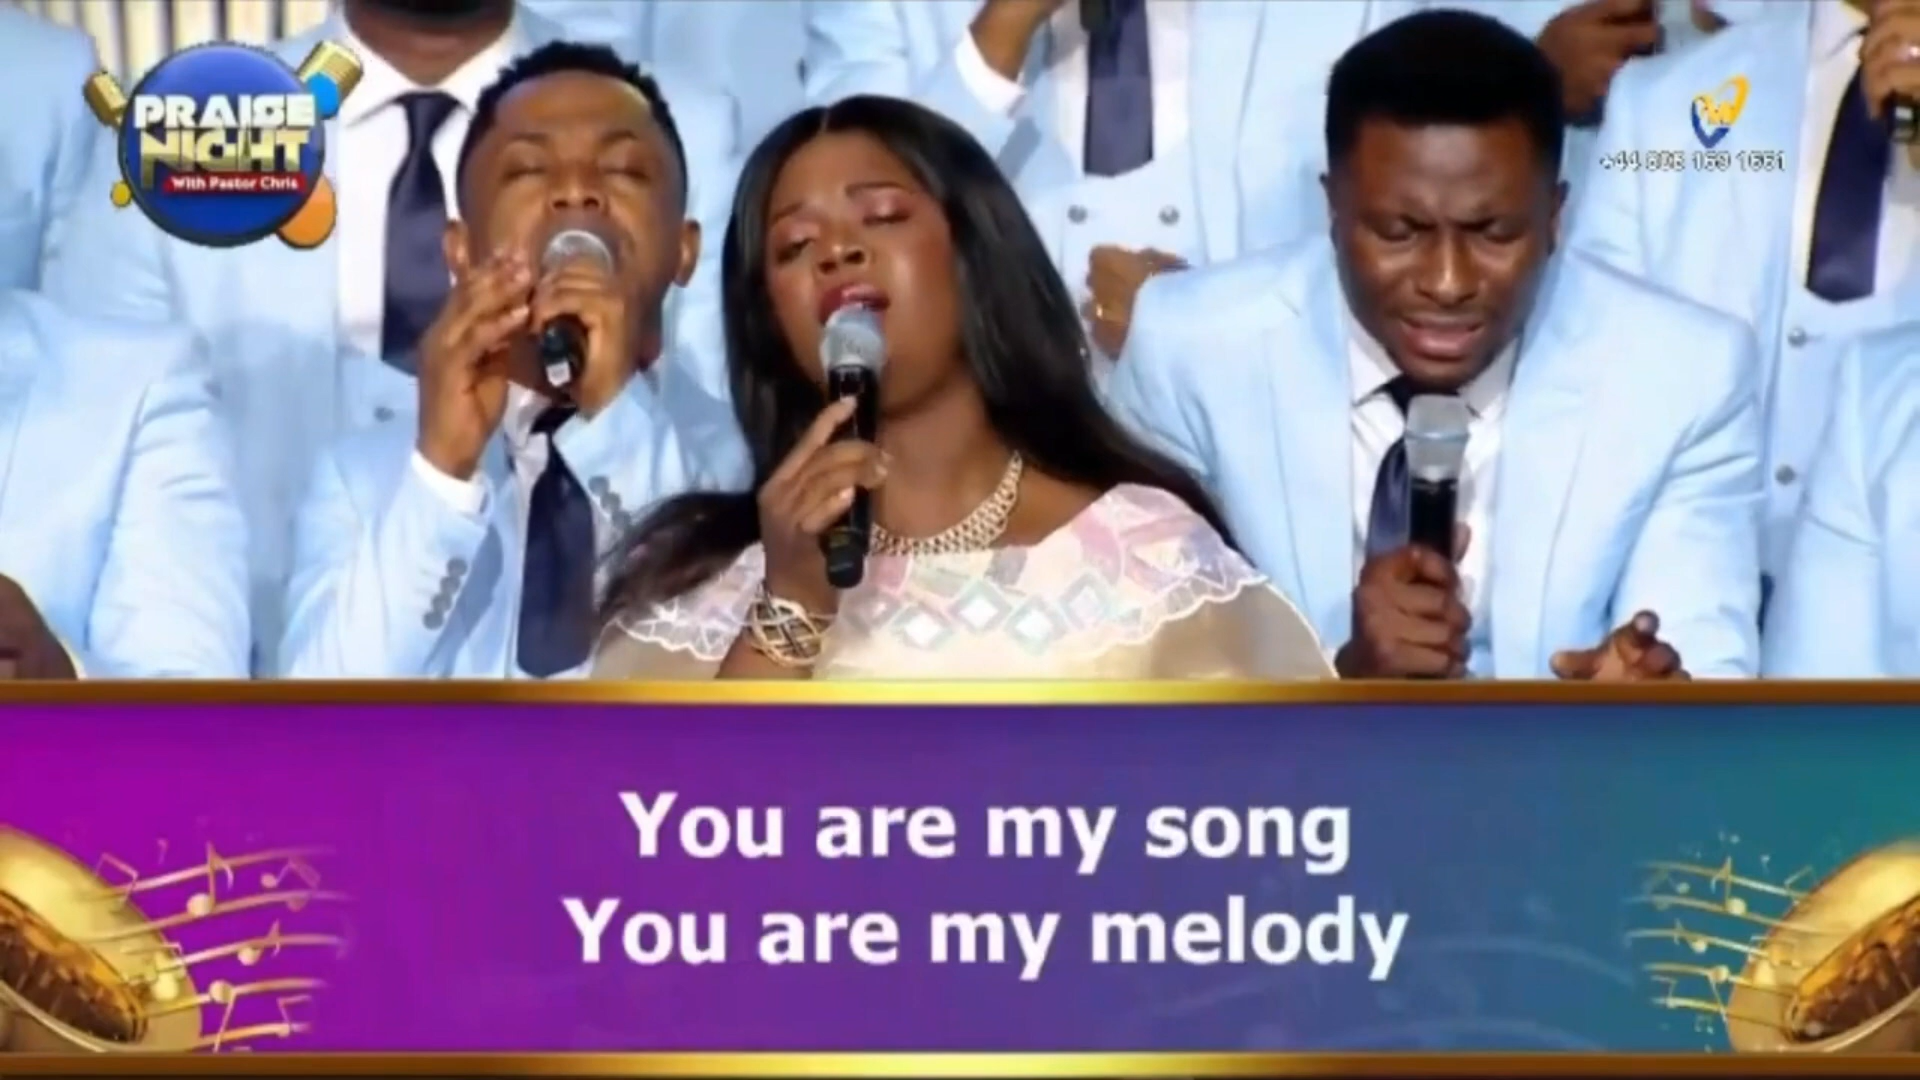 PRAISE
NIGHT
With Pastor Chris
You are my song
You are my melody